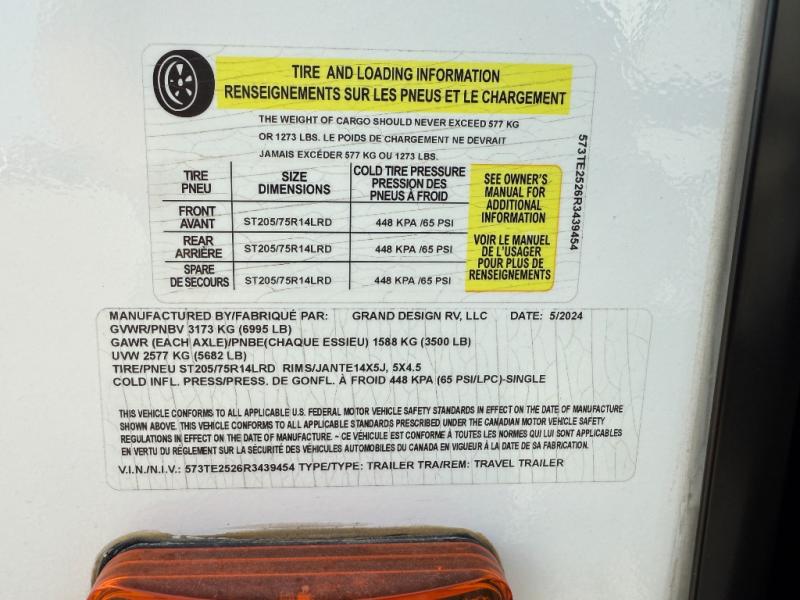 TIRE AND LOADING INFORMATION
RENSEIGNEMENTS SUR LES PNEUS ET LE CHARGEMENT
THE WEIGHT OF CARGO SHOULD NEVER EXCEED 577 KG
OR 1273 LBS. LE POIDS DE CHARGEMENT NE DEVRAIT
JAMAIS EXCÉDER 577 KG OU 1273 LBS.
TIRE
PNEU
SIZE
DIMENSIONS
COLD TIRE PRESSURE
PRESSION DES
PNEUS À FROID
FRONT
AVANT
ST205/75R14LRD
448 KPA /65 PSI
REAR
ARRIÈRE
ST205/75R14LRD
448 KPA /65 PSI
SPARE
DE SECOURS
ST205/75R14LRD
448 KPA /65 PSI
SEE OWNER'S
MANUAL FOR
ADDITIONAL
INFORMATION
VOIR LE MANUEL
DE L'USAGER
POUR PLUS DE
RENSEIGNEMENTS
573TE2526R3439454
MANUFACTURED BY/FABRIQUÉ PAR: GRAND DESIGN RV, LLC DATE: 5/2024
GVWR/PNBV 3173 KG (6995 LB)
GAWR (EACH AXLE)/PNBE(CHAQUE ESSIEU) 1588 KG (3500 LB)
UVW 2577 KG (5682 LB)
TIRE/PNEU ST205/75R14LRD RIMS/JANTE14X5J, 5X4.5
COLD INFL. PRESS/PRESS. DE GONFL. À FROID 448 KPA (65 PSI/LPC)-SINGLE
THIS VEHICLE CONFORMS TO ALL APPLICABLE U.S. FEDERAL MOTOR VEHICLE SAFETY STANDARDS IN EFFECT ON THE DATE OF MANUFACTURE
SHOWN ABOVE. THIS VEHICLE CONFORMS TO ALL APPLICABLE STANDARDS PRESCRIBED UNDER THE CANADIAN MOTOR VEHICLE SAFETY
REGULATIONS IN EFFECT ON THE DATE OF MANUFACTURE. ~ CE VÉHICULE EST CONFORME À TOUTES LES NORMES QUI LUI SONT APPLICABLES
EN VERTU DU RÉGLEMENT SUR LA SÉCURITÉ DES VÉHICULES AUTOMOBILES DU CANADA EN VIGUEUR À LA DATE DE SA FABRICATION.
V.I.N./N.I.V.: 573TE2526R3439454 TYPE/TYPE: TRAILER TRA/REM: TRAVEL TRAILER